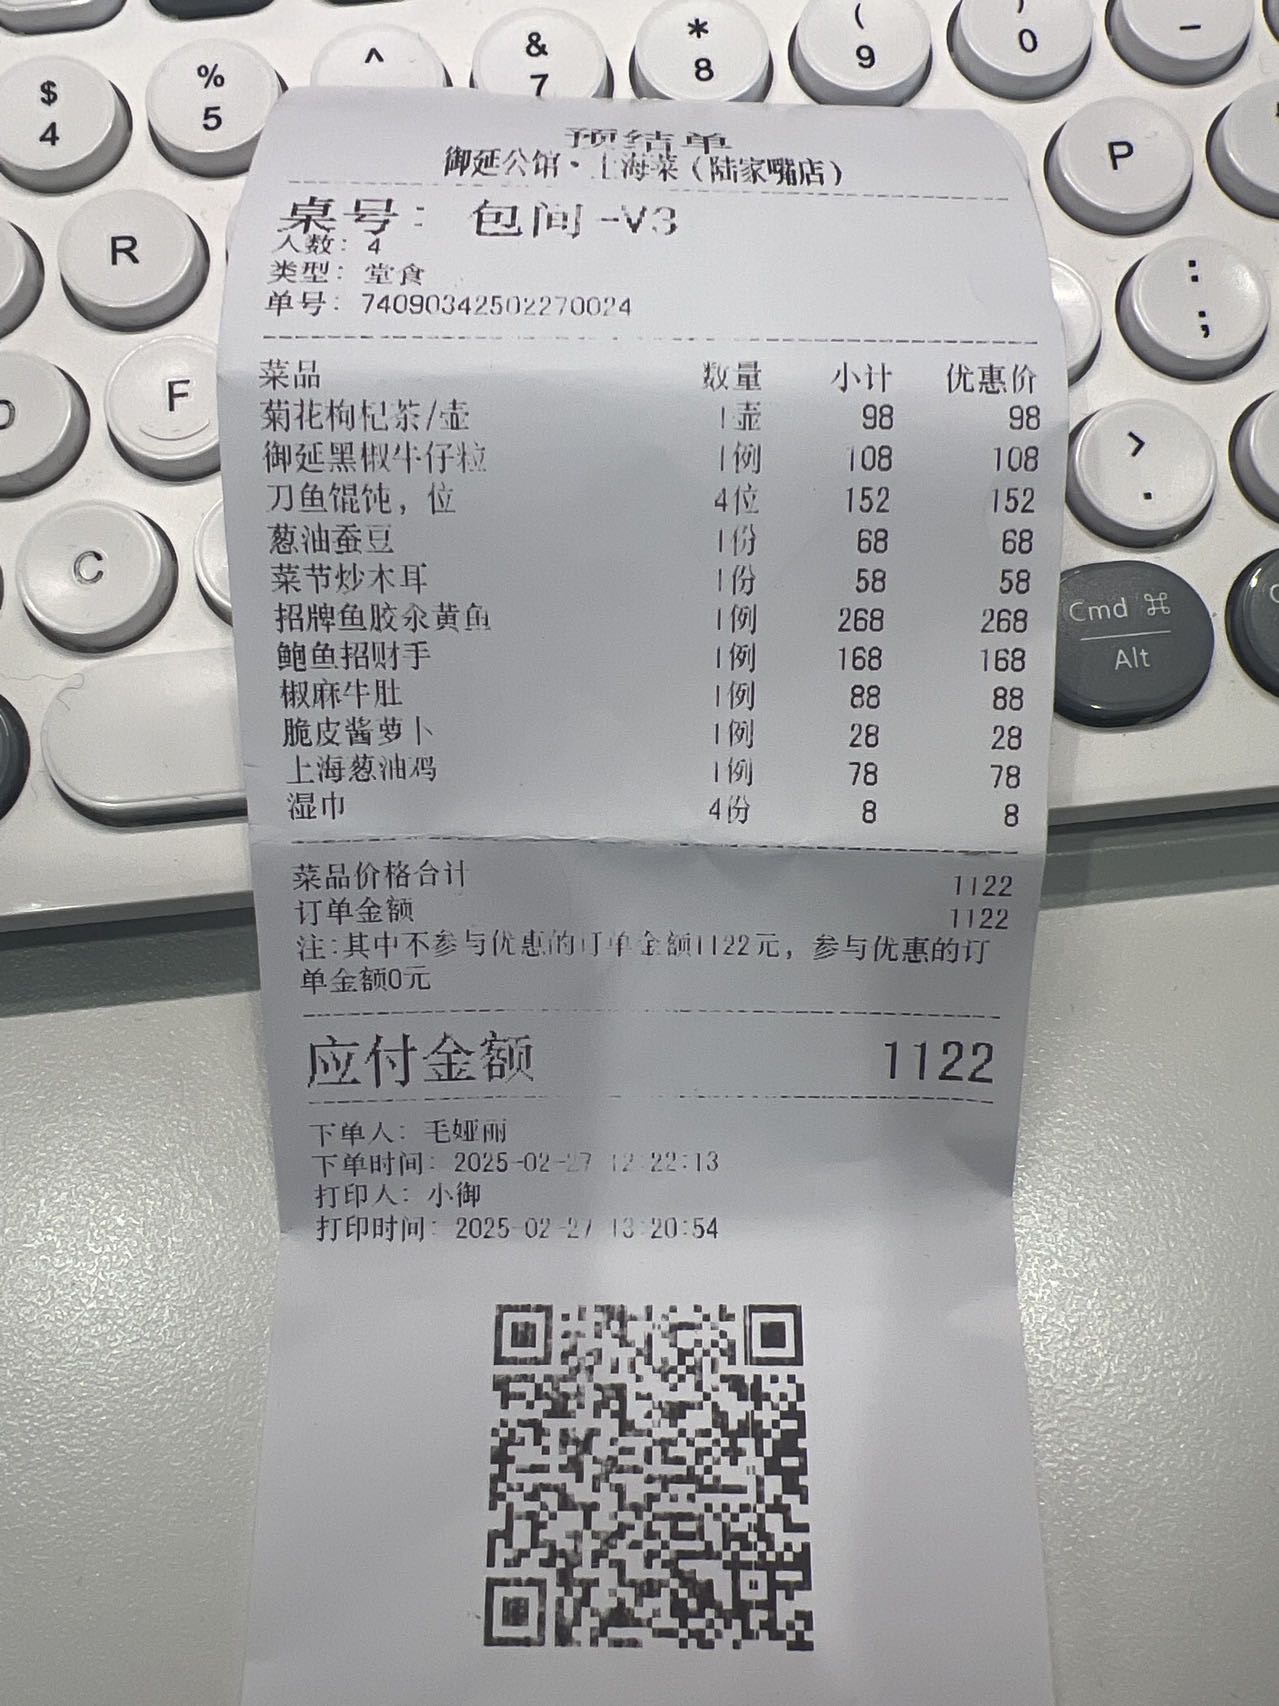 $
4
%
5
^
&
7
*
8
(
9
)
0
-
R
P
:
;
F
>
.
C
Cmd ⌘
Alt
预结单
御延公馆·上海菜（陆家嘴店）
桌号： 包间-V3
人数：4
类型：堂食
单号：74090342502270024
菜品 数量 小计 优惠价
菊花枸杞茶/壶 1壶 98 98
御延黑椒牛仔粒 1例 108 108
刀鱼馄饨，位 4位 152 152
葱油蚕豆 1份 68 68
菜节炒木耳 1份 58 58
招牌鱼胶汆黄鱼 1例 268 268
鲍鱼招财手 1例 168 168
椒麻牛肚 1例 88 88
脆皮酱萝卜 1例 28 28
上海葱油鸡 1例 78 78
湿巾 4份 8 8
菜品价格合计 1122
订单金额 1122
注:其中不参与优惠的订单金额1122元，参与优惠的订
单金额0元
应付金额 1122
下单人：毛娅丽
下单时间：2025-02-27 12:22:13
打印人：小御
打印时间：2025-02-27 13:20:54